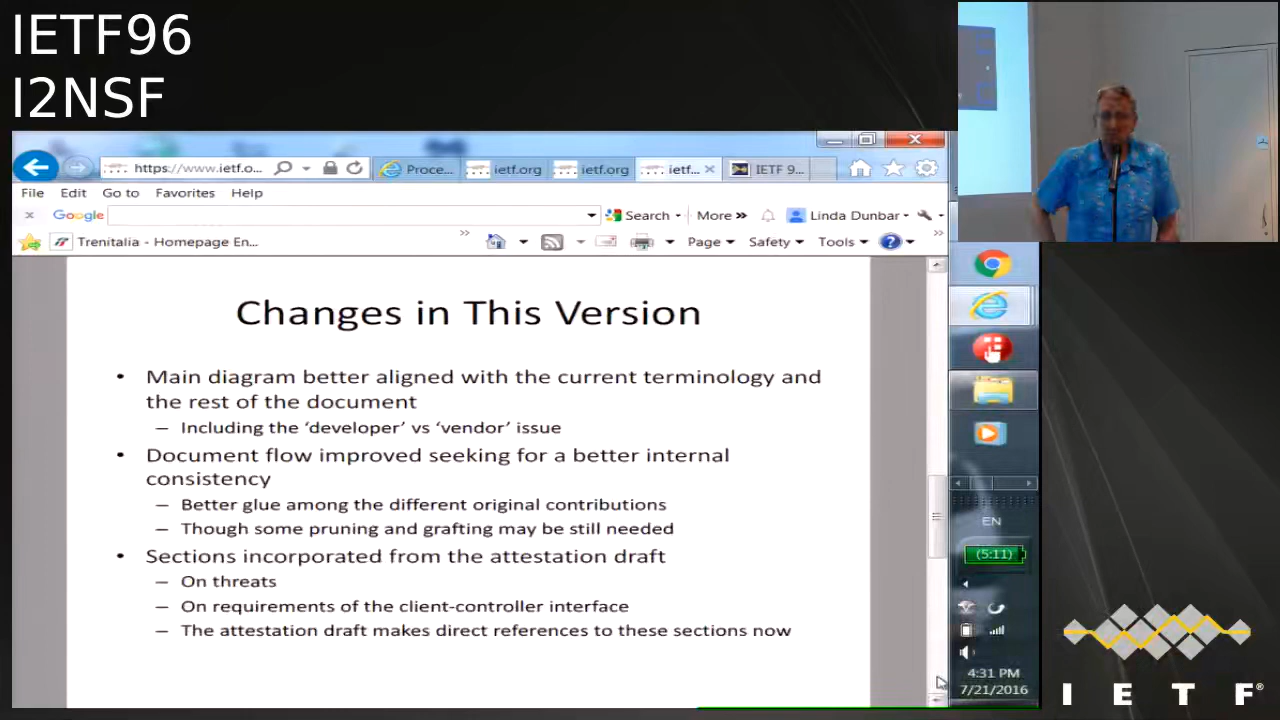 IETF96
I2NSF
https://www.ietf.o...
Proce...
ietf.org
ietf.org
ietf...
IETF 9...
File Edit Go to Favorites Help
x Google Search More » Linda Dunbar
Trenitalia - Homepage En... » Page Safety Tools »
Changes in This Version
• Main diagram better aligned with the current terminology and
the rest of the document
– Including the ‘developer’ vs ‘vendor’ issue
• Document flow improved seeking for a better internal
consistency
– Better glue among the different original contributions
– Though some pruning and grafting may be still needed
• Sections incorporated from the attestation draft
– On threats
– On requirements of the client-controller interface
– The attestation draft makes direct references to these sections now
EN
(5:11)
4:31 PM
7/21/2016
I E T F®